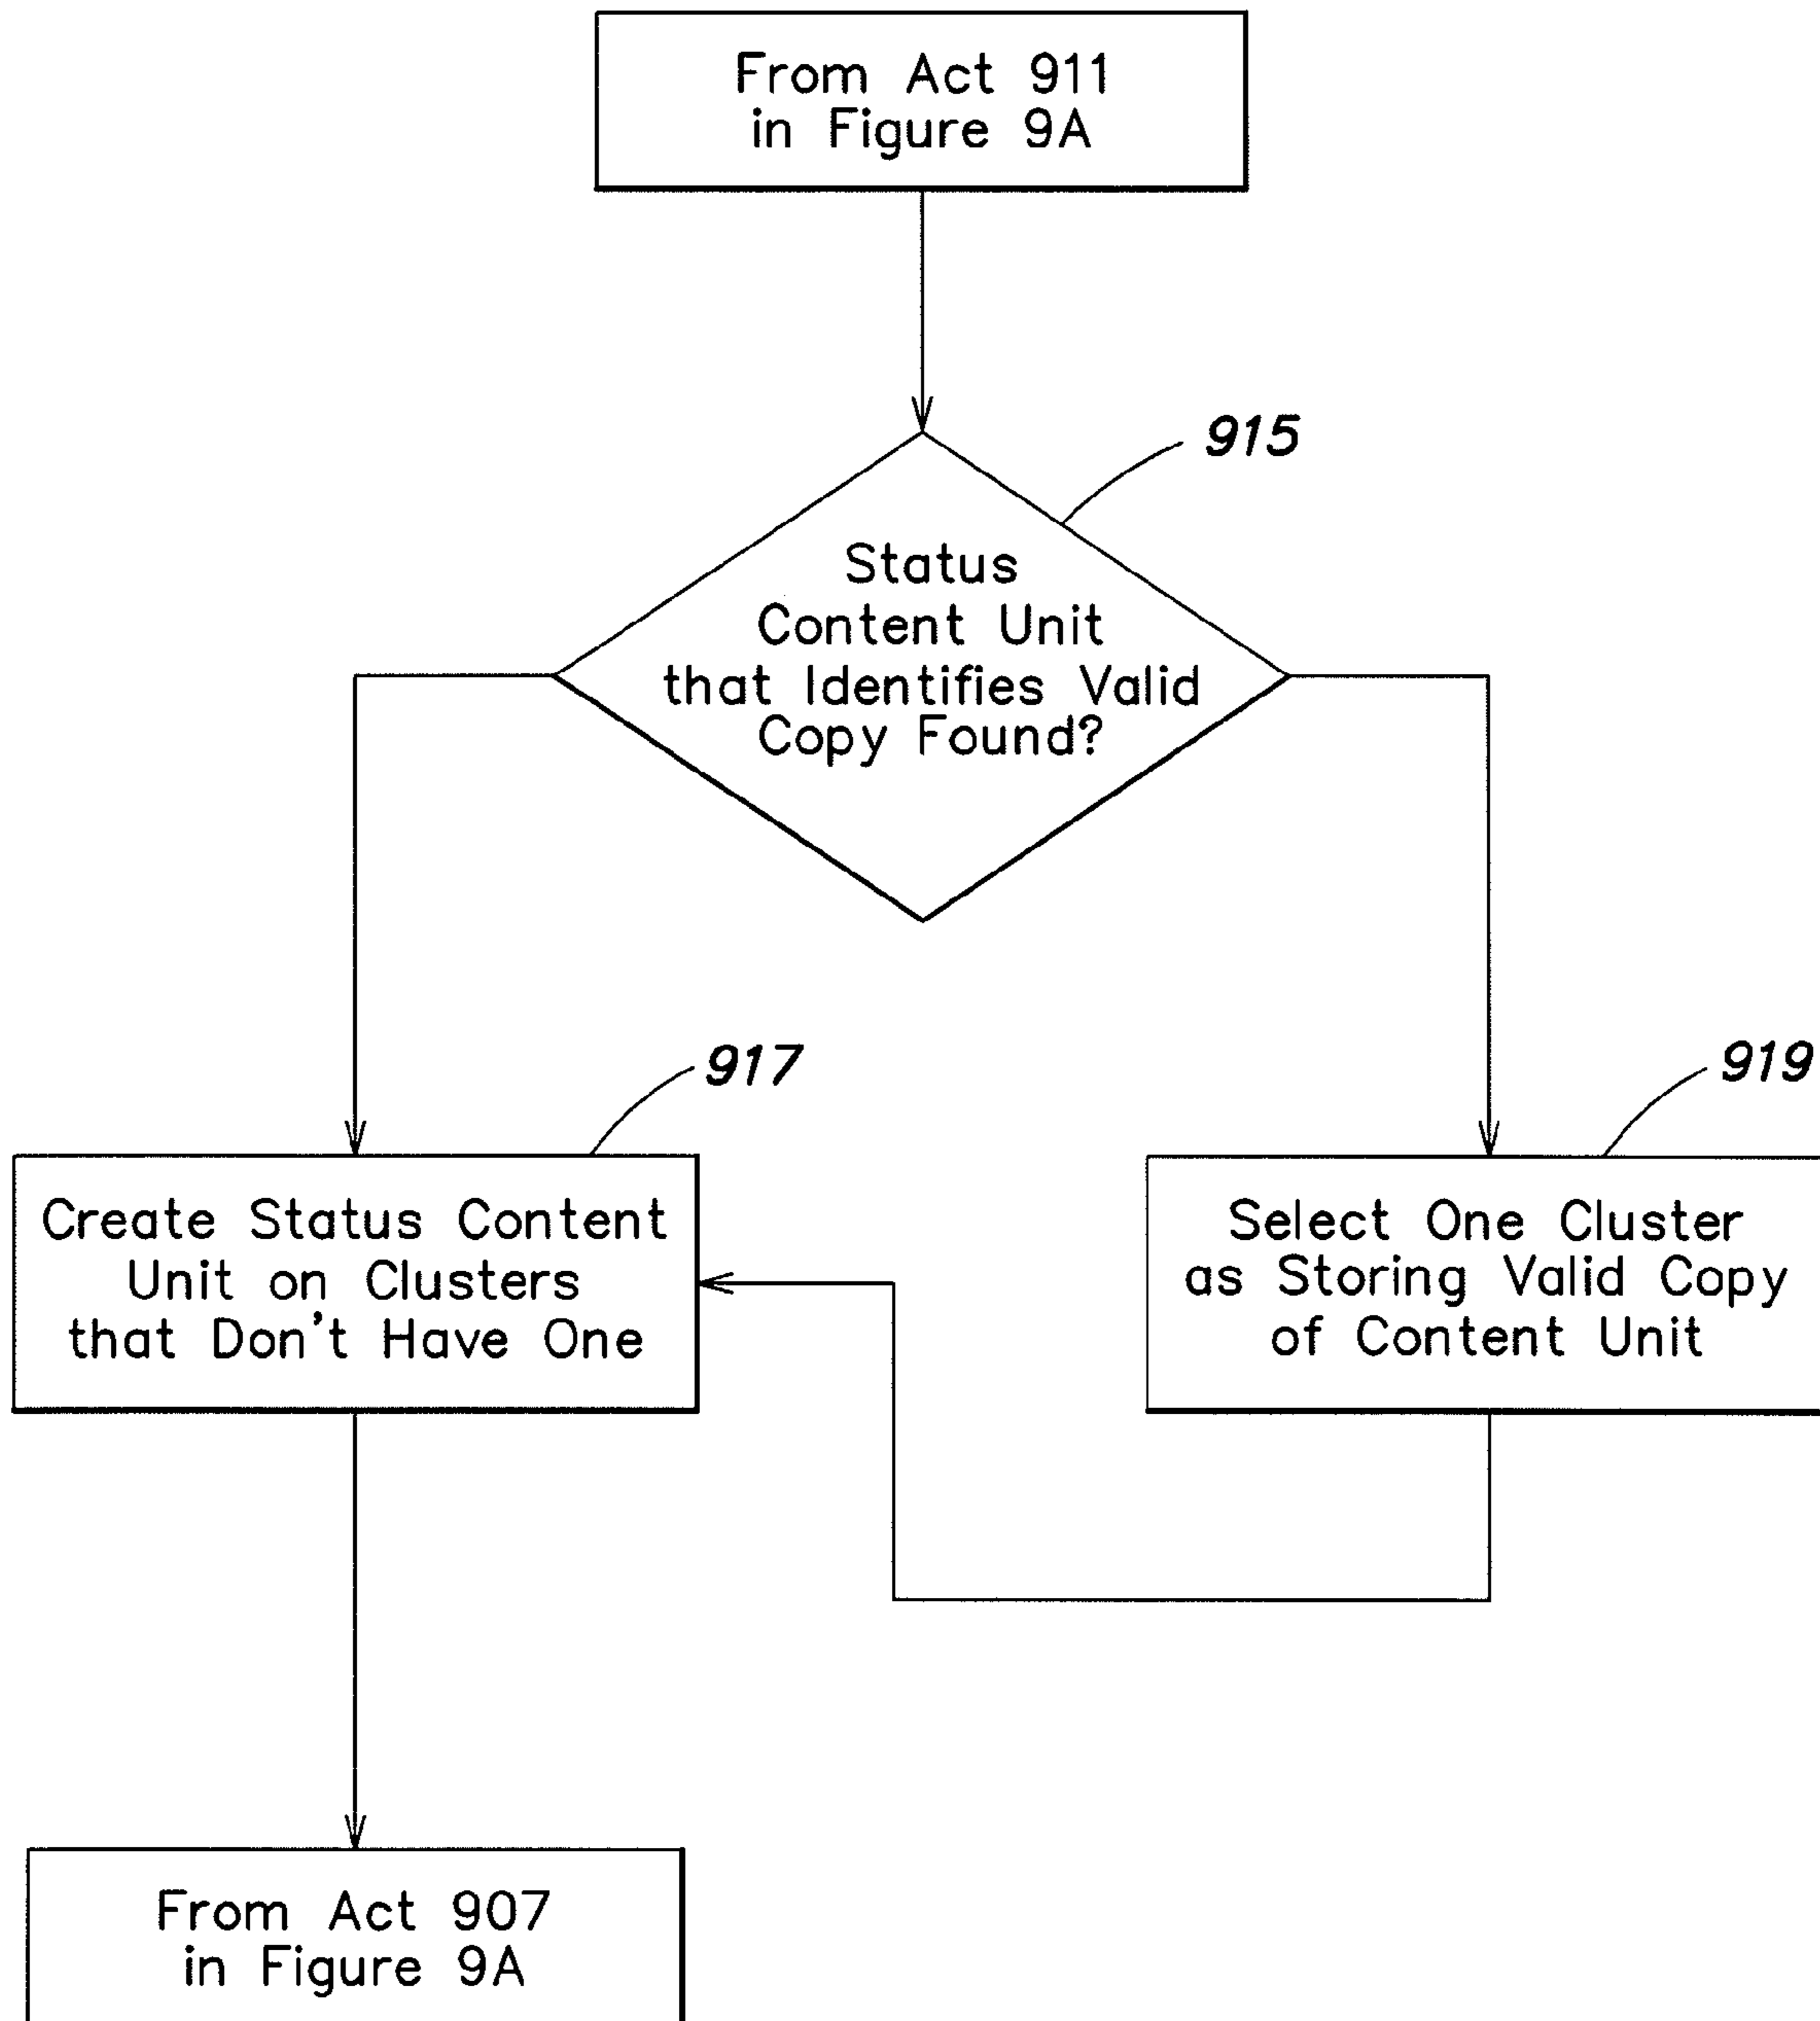 From Act 911
in Figure 9A
915
Status
Content Unit
that Identifies Valid
Copy Found?
917
Create Status Content
Unit on Clusters
that Don't Have One
919
Select One Cluster
as Storing Valid Copy
of Content Unit
From Act 907
in Figure 9A